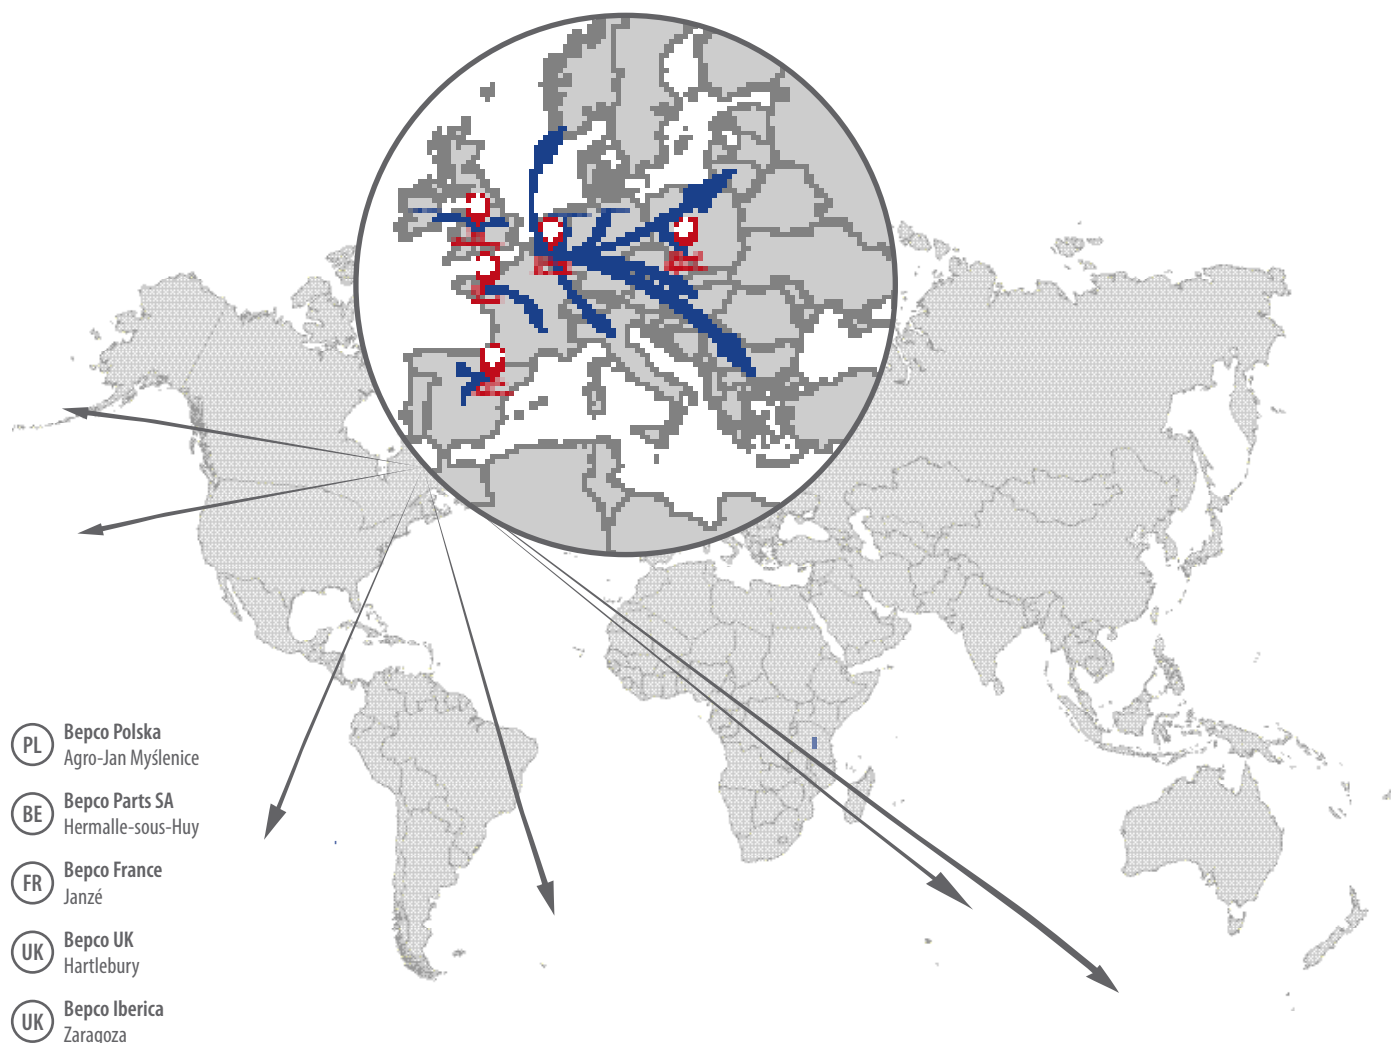 PL
Bepco Polska
Agro-Jan Myślenice
BE
Bepco Parts SA
Hermalle-sous-Huy
FR
Bepco France
Janzé
UK
Bepco UK
Hartlebury
UK
Bepco Iberica
Zaragoza